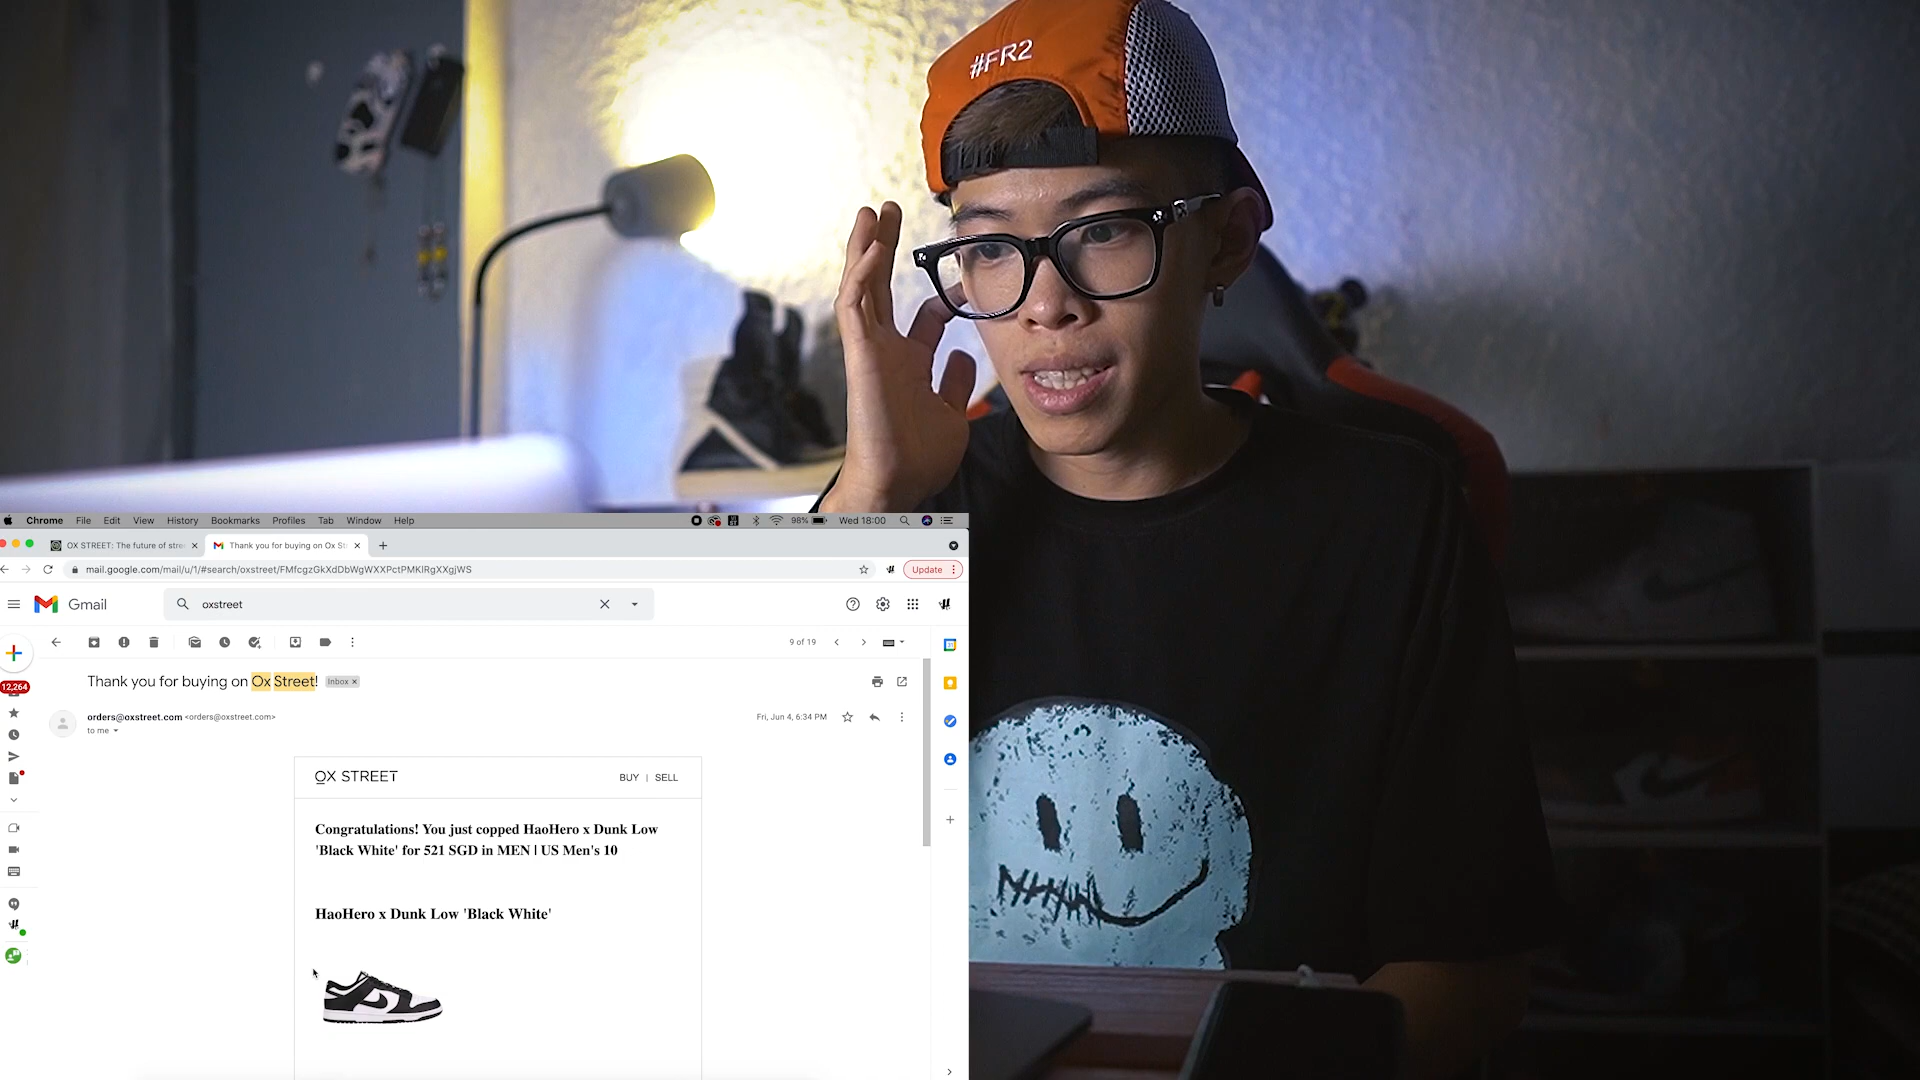 #FR2
Chrome File Edit View History Bookmarks Profiles Tab Window Help 98% Wed 18:00
OX STREET: The future of stree Thank you for buying on Ox St
mail.google.com/mail/u/1/#search/oxstreet/FMfcgzGkXdDbWgWXXPctPMKlRgXXgjWS Update
Gmail oxstreet
9 of 19
Thank you for buying on Ox Street! Inbox x
12,264
orders@oxstreet.com <orders@oxstreet.com> Fri, Jun 4, 6:34 PM
to me
OX STREET BUY | SELL
Congratulations! You just copped HaoHero x Dunk Low
'Black White' for 521 SGD in MEN | US Men's 10
HaoHero x Dunk Low 'Black White'